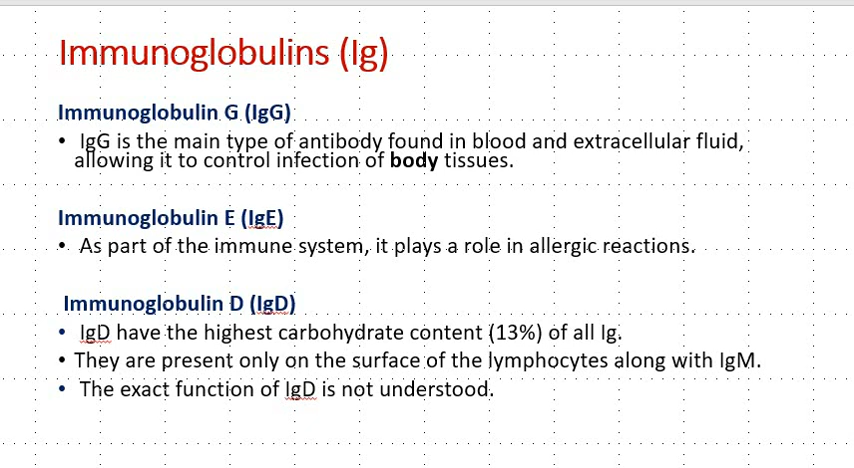 Immunoglobulins (Ig)
Immunoglobulin G (IgG)
• IgG is the main type of antibody found in blood and extracellular fluid,
allowing it to control infection of body tissues.
Immunoglobulin E (IgE)
• As part of the immune system, it plays a role in allergic reactions.
Immunoglobulin D (IgD)
• IgD have the highest carbohydrate content (13%) of all Ig.
• They are present only on the surface of the lymphocytes along with IgM.
• The exact function of IgD is not understood.